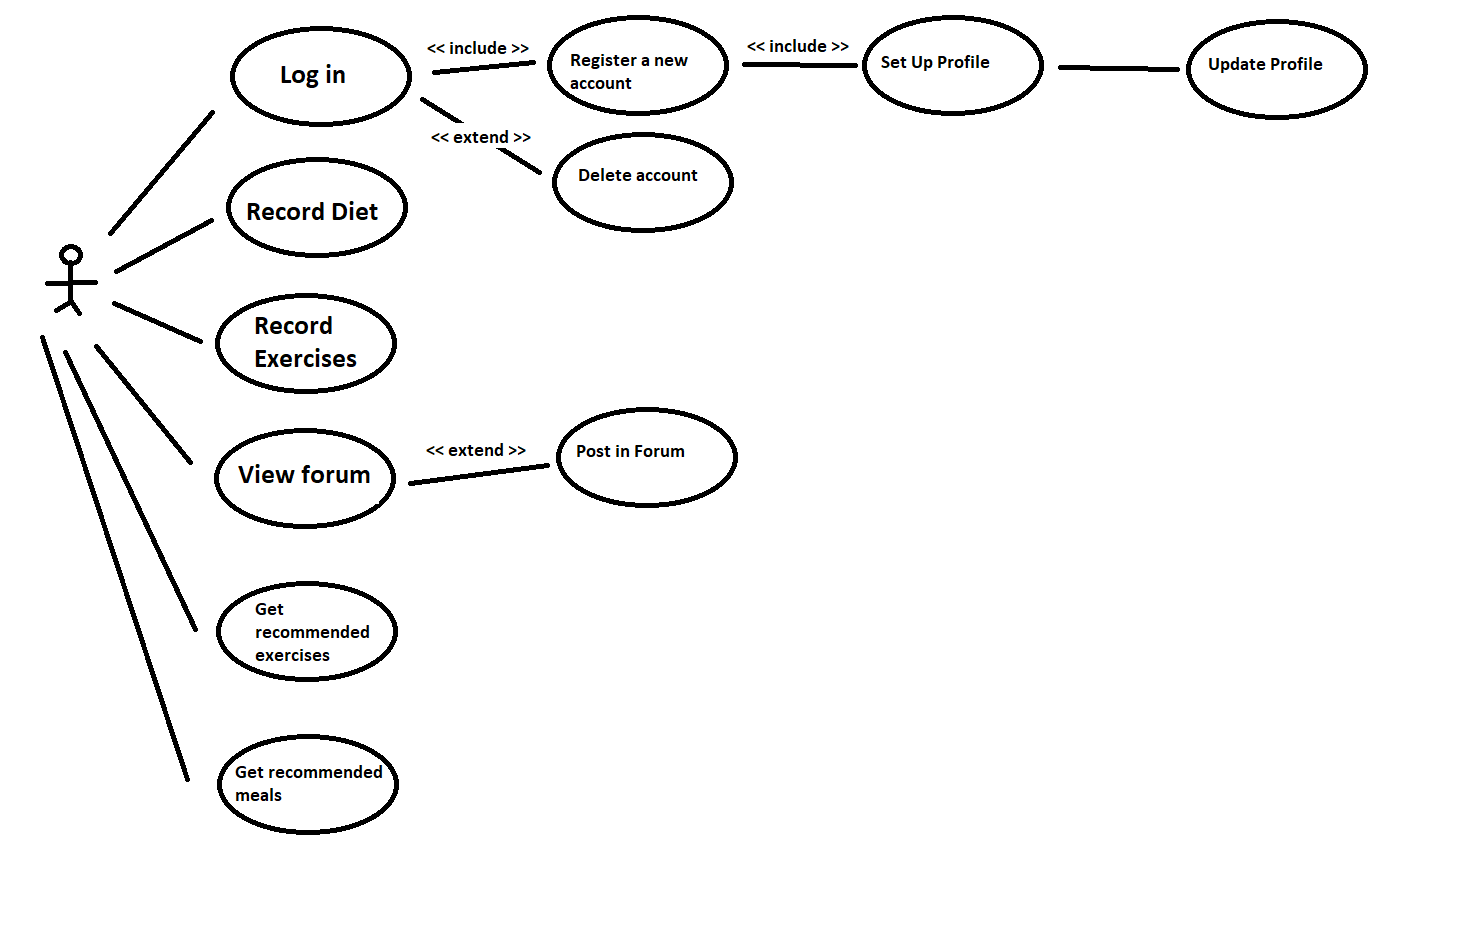 Log in
<< include >>
Register a new
account
<< include >>
Set Up Profile
Update Profile
<< extend >>
Delete account
Record Diet
Record
Exercises
View forum
<< extend >>
Post in Forum
Get
recommended
exercises
Get recommended
meals